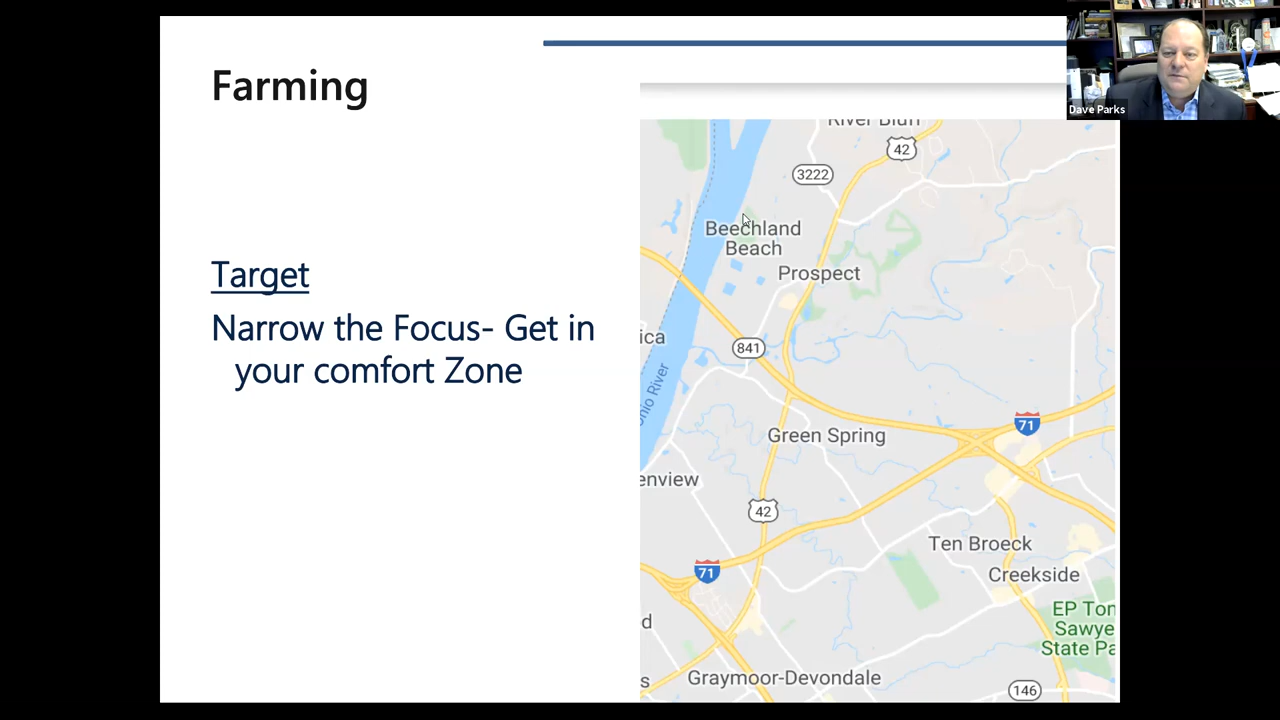 Farming
Target
Narrow the Focus- Get in
your comfort Zone
Dave Parks
River Bluff
42
3222
Beechland
Beach
Prospect
ica
841
hio River
71
Green Spring
enview
42
Ten Broeck
71
Creekside
EP Tom
Sawye
State Pa
d
s
Graymoor-Devondale
146